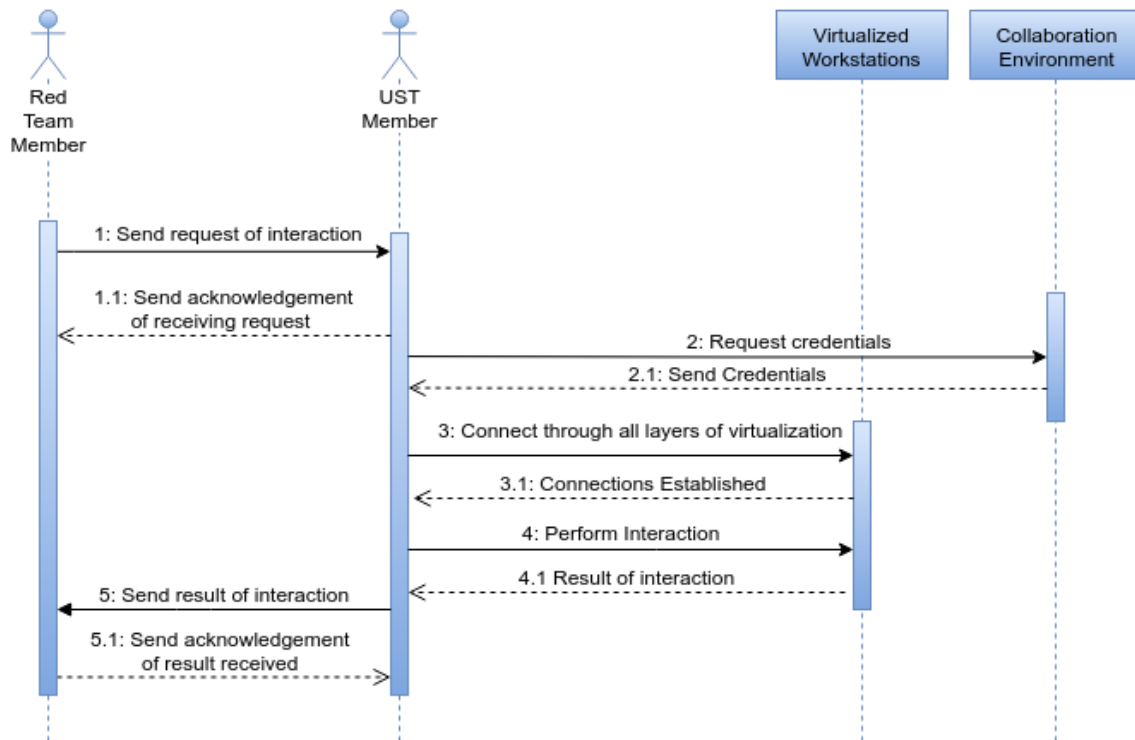 Red
Team
Member
UST
Member
Virtualized
Workstations
Collaboration
Environment
1: Send request of interaction
1.1: Send acknowledgement
of receiving request
2: Request credentials
2.1: Send Credentials
3: Connect through all layers of virtualization
3.1: Connections Established
4: Perform Interaction
4.1 Result of interaction
5: Send result of interaction
5.1: Send acknowledgement
of result received